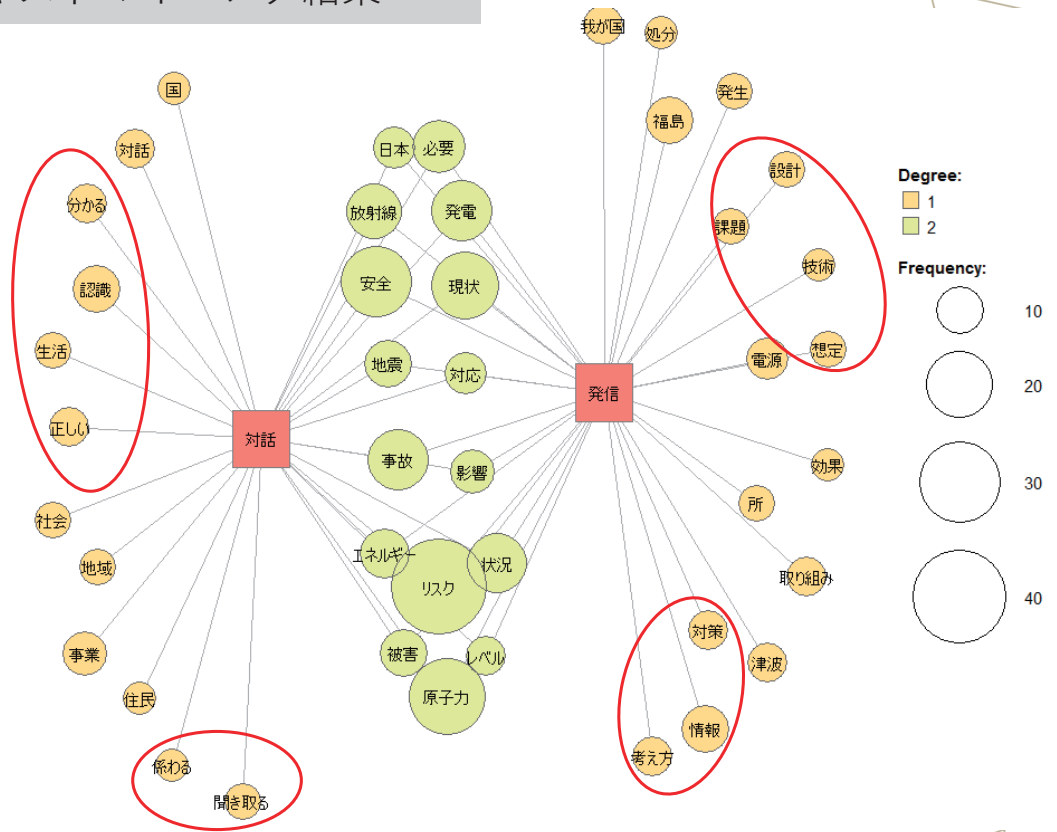 我が国
処分
国
発生
福島
対話
日本
必要
設計
分かる
放射線
発電
課題
Degree:
1
2
技術
Frequency:
認識
安全
現状
10
生活
地震
対応
電源
想定
20
発信
正しい
対話
事故
影響
効果
30
所
社会
地域
エネルギー
状況
リスク
取り組み
40
対策
事業
被害
レベル
津波
住民
原子力
情報
係わる
考え方
聞き取る